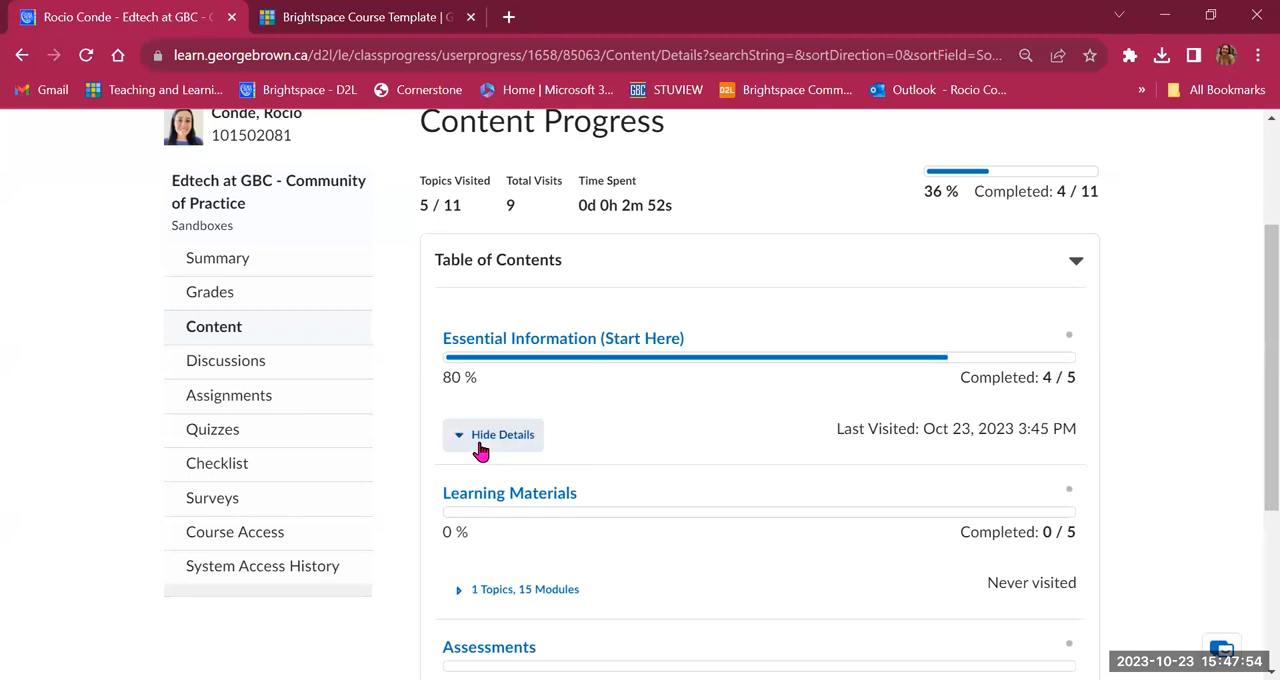 Rocio Conde - Edtech at GBC - C
Brightspace Course Template | G
learn.georgebrown.ca/d2l/le/classprogress/userprogress/1658/85063/Content/Details?searchString=&sortDirection=0&sortField=So...
Gmail
Teaching and Learni...
Brightspace - D2L
Cornerstone
Home | Microsoft 3...
GBC STUVIEW
D2L Brightspace Comm...
Outlook - Rocio Co...
»
All Bookmarks
Conde, Rocio
101502081
Content Progress
Edtech at GBC - Community
of Practice
Sandboxes
Summary
Grades
Content
Discussions
Assignments
Quizzes
Checklist
Surveys
Course Access
System Access History
Topics Visited Total Visits Time Spent
5 / 11 9 0d 0h 2m 52s
36 % Completed: 4 / 11
Table of Contents
Essential Information (Start Here)
80 % Completed: 4 / 5
Hide Details Last Visited: Oct 23, 2023 3:45 PM
Learning Materials
0 % Completed: 0 / 5
1 Topics, 15 Modules Never visited
Assessments
2023-10-23 15:47:54